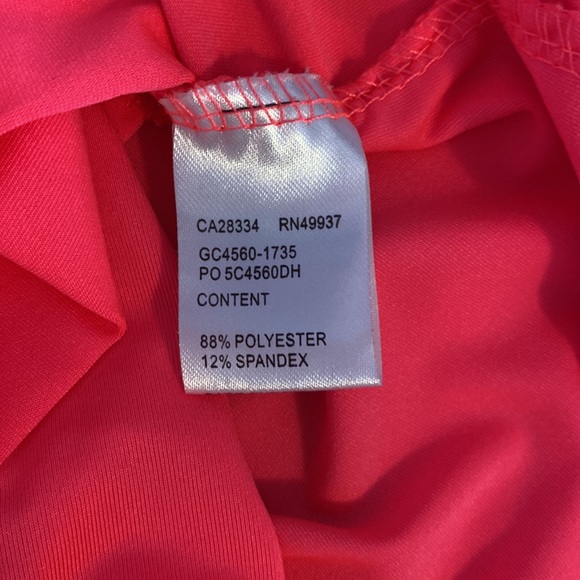 CA28334 RN49937
GC4560-1735
PO 5C4560DH
CONTENT
88% POLYESTER
12% SPANDEX